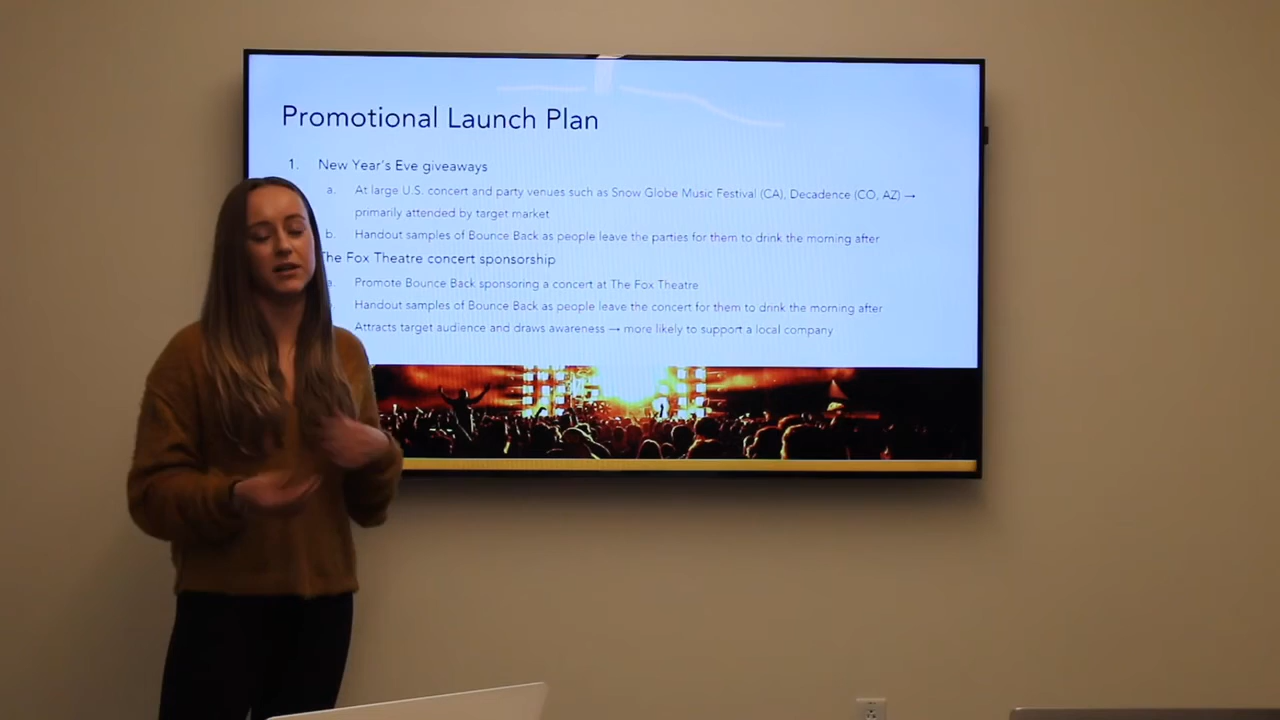 Promotional Launch Plan
1. New Year's Eve giveaways
a. At large U.S. concert and party venues such as Snow Globe Music Festival (CA), Decadence (CO, AZ) →
primarily attended by target market
b. Handout samples of Bounce Back as people leave the parties for them to drink the morning after
The Fox Theatre concert sponsorship
a. Promote Bounce Back sponsoring a concert at The Fox Theatre
Handout samples of Bounce Back as people leave the concert for them to drink the morning after
Attracts target audience and draws awareness → more likely to support a local company